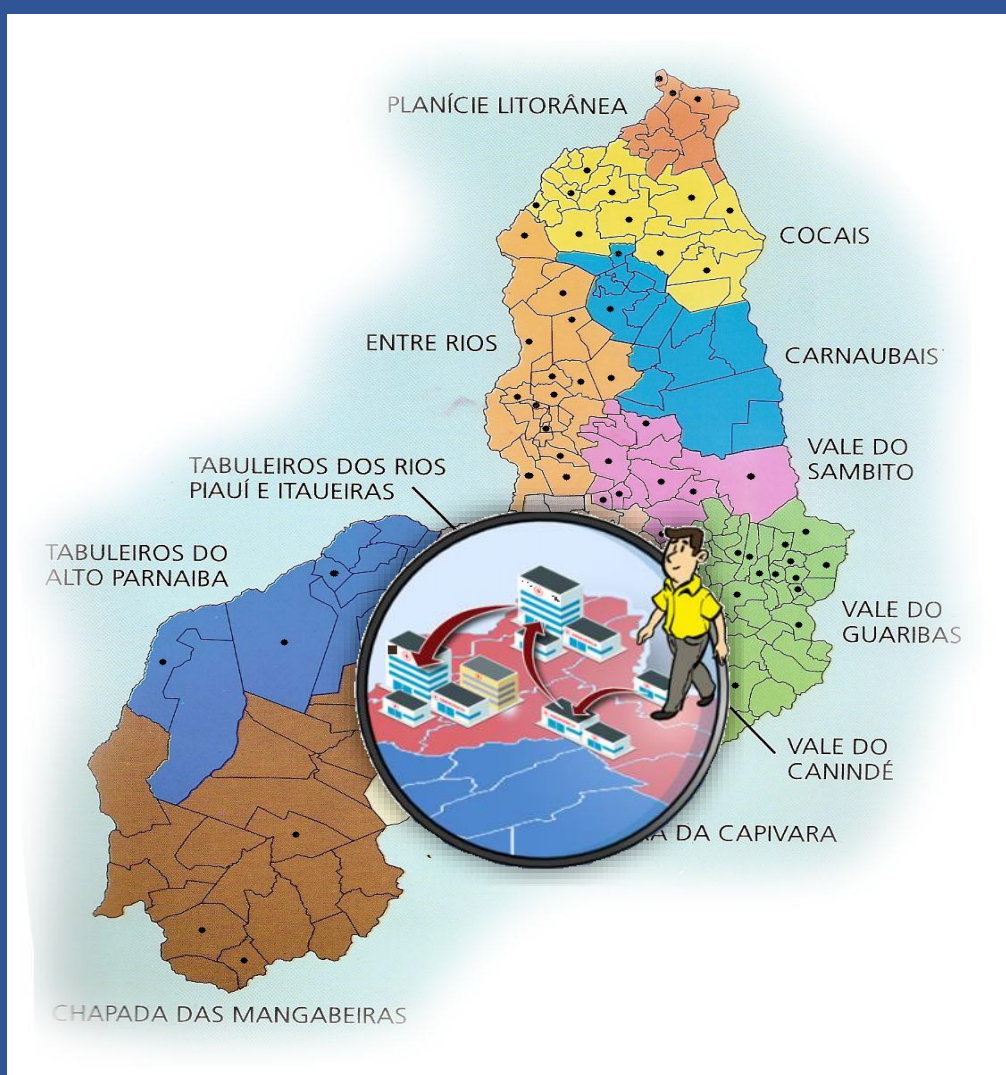 PLANÍCIE LITORÂNEA
COCAIS
ENTRE RIOS
CARNAUBAIS
VALE DO
SAMBITO
TABULEIROS DOS RIOS
PIAUÍ E ITAUEIRAS
TABULEIROS DO
ALTO PARNAIBA
VALE DO
GUARIBAS
VALE DO
CANINDÉ
DA CAPIVARA
CHAPADA DAS MANGABEIRAS